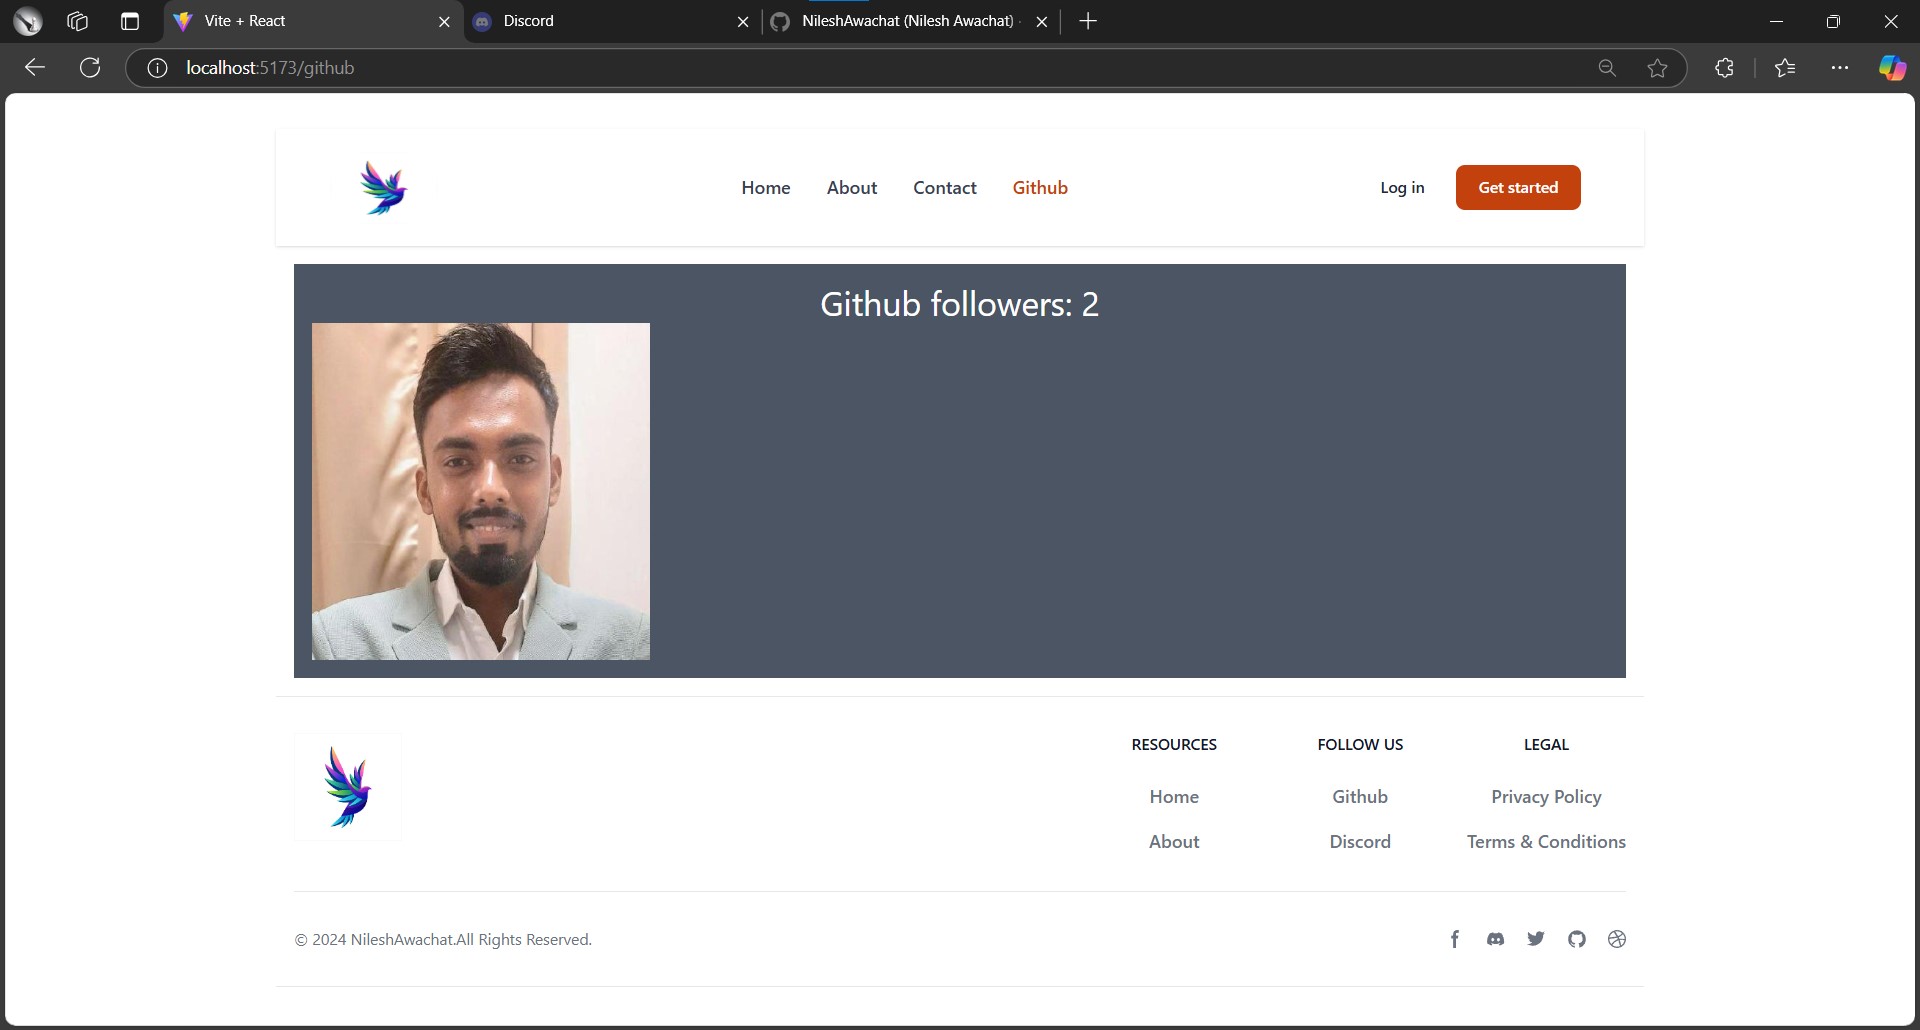 Vite + React
Discord
NileshAwachat (Nilesh Awachat)
localhost:5173/github
Home About Contact Github
Log in
Get started
Github followers: 2
RESOURCES FOLLOW US LEGAL
Home Github Privacy Policy
About Discord Terms & Conditions
© 2024 NileshAwachat.All Rights Reserved.